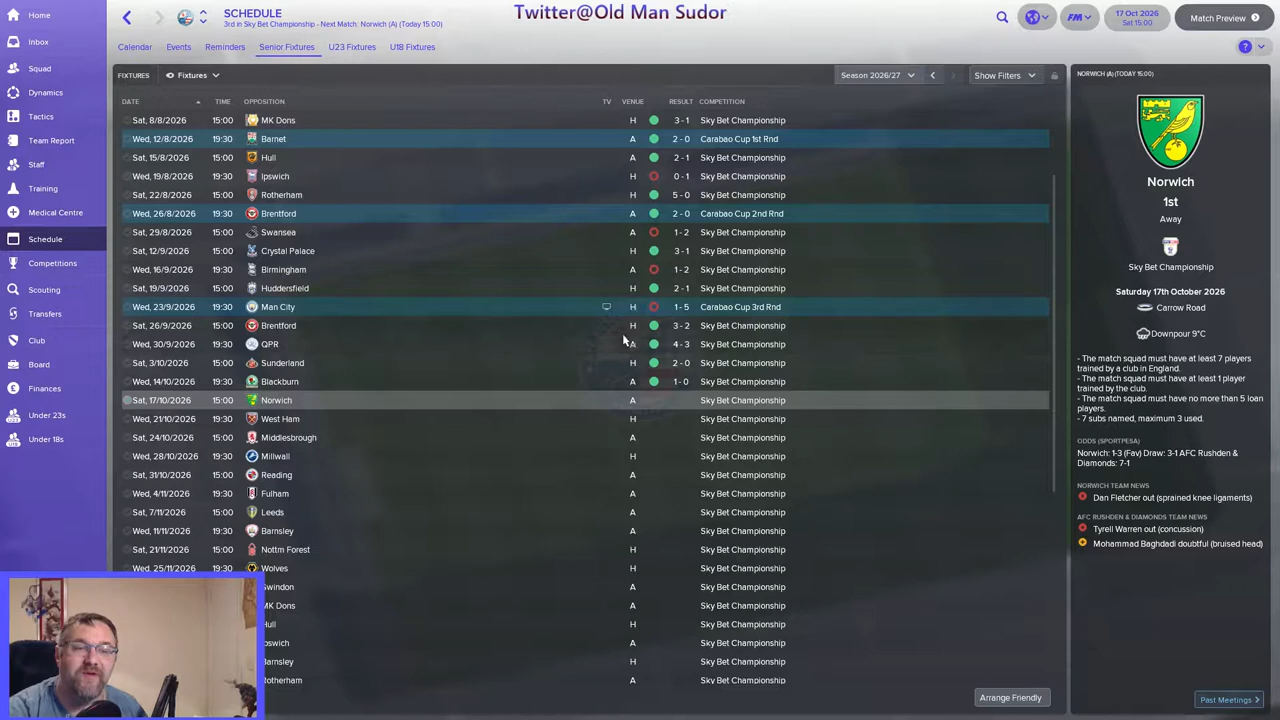 SCHEDULE
3rd in Sky Bet Championship - Next Match: Norwich (A) (Today 15:00)
Twitter@Old Man Sudor
FM
17 Oct 2026
Sat 15:00
Match Preview
Home
Inbox
Squad
Dynamics
Tactics
Team Report
Staff
Training
Medical Centre
Schedule
Competitions
Scouting
Transfers
Club
Board
Finances
Under 23s
Under 18s
Calendar Events Reminders Senior Fixtures U23 Fixtures U18 Fixtures
?
FIXTURES Fixtures Season 2026/27 Show Filters
DATE TIME OPPOSITION TV VENUE RESULT COMPETITION
Sat, 8/8/2026 15:00 MK Dons H 3 - 1 Sky Bet Championship
Wed, 12/8/2026 19:30 Barnet A 2 - 0 Carabao Cup 1st Rnd
Sat, 15/8/2026 15:00 Hull A 2 - 1 Sky Bet Championship
Wed, 19/8/2026 19:30 Ipswich H 0 - 1 Sky Bet Championship
Sat, 22/8/2026 15:00 Rotherham H 5 - 0 Sky Bet Championship
Wed, 26/8/2026 19:30 Brentford A 2 - 0 Carabao Cup 2nd Rnd
Sat, 29/8/2026 15:00 Swansea A 1 - 2 Sky Bet Championship
Sat, 12/9/2026 15:00 Crystal Palace H 3 - 1 Sky Bet Championship
Wed, 16/9/2026 19:30 Birmingham A 1 - 2 Sky Bet Championship
Sat, 19/9/2026 15:00 Huddersfield H 2 - 1 Sky Bet Championship
Wed, 23/9/2026 19:30 Man City H 1 - 5 Carabao Cup 3rd Rnd
Sat, 26/9/2026 15:00 Brentford H 3 - 2 Sky Bet Championship
Wed, 30/9/2026 19:30 QPR A 4 - 3 Sky Bet Championship
Sat, 3/10/2026 15:00 Sunderland H 2 - 0 Sky Bet Championship
Wed, 14/10/2026 19:30 Blackburn A 1 - 0 Sky Bet Championship
Sat, 17/10/2026 15:00 Norwich A Sky Bet Championship
Wed, 21/10/2026 19:30 West Ham H Sky Bet Championship
Sat, 24/10/2026 15:00 Middlesbrough A Sky Bet Championship
Wed, 28/10/2026 19:30 Millwall H Sky Bet Championship
Sat, 31/10/2026 15:00 Reading A Sky Bet Championship
Wed, 4/11/2026 19:30 Fulham H Sky Bet Championship
Sat, 7/11/2026 15:00 Leeds A Sky Bet Championship
Wed, 11/11/2026 19:30 Barnsley A Sky Bet Championship
Sat, 21/11/2026 15:00 Nottm Forest H Sky Bet Championship
Wed, 25/11/2026 19:30 Wolves H Sky Bet Championship
windon A Sky Bet Championship
MK Dons A Sky Bet Championship
Hull H Sky Bet Championship
pswich A Sky Bet Championship
arnsley H Sky Bet Championship
otherham A Sky Bet Championship
Arrange Friendly
NORWICH (A) (TODAY 15:00)
Norwich
1st
Away
Sky Bet Championship
Saturday 17th October 2026
Carrow Road
Downpour 9°C
- The match squad must have at least 7 players
trained by a club in England.
- The match squad must have at least 1 player
trained by the club.
- The match squad must have no more than 5 loan
players.
- 7 subs named, maximum 3 used.
ODDS (SPORTPESA)
Norwich: 1-3 (Fav) Draw: 3-1 AFC Rushden &
Diamonds: 7-1
NORWICH TEAM NEWS
Dan Fletcher out (sprained knee ligaments)
AFC RUSHDEN & DIAMONDS TEAM NEWS
Tyrell Warren out (concussion)
Mohammad Baghdadi doubtful (bruised head)
Past Meetings